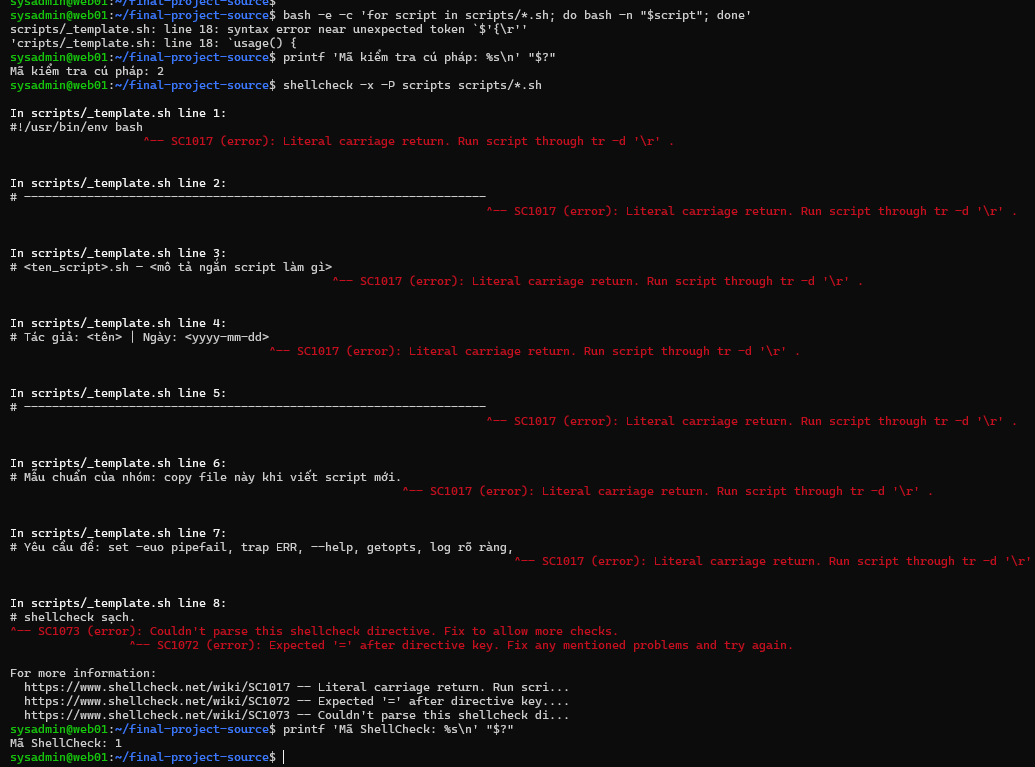 sysadmin@web01:~/final-project-source$
sysadmin@web01:~/final-project-source$ bash -e -c 'for script in scripts/*.sh; do bash -n "$script"; done'
scripts/_template.sh: line 18: syntax error near unexpected token `$'{\r''
'cripts/_template.sh: line 18: `usage() {
sysadmin@web01:~/final-project-source$ printf 'Mã kiểm tra cú pháp: %s\n' "$?"
Mã kiểm tra cú pháp: 2
sysadmin@web01:~/final-project-source$ shellcheck -x -P scripts scripts/*.sh
In scripts/_template.sh line 1:
#!/usr/bin/env bash
^-- SC1017 (error): Literal carriage return. Run script through tr -d '\r' .
In scripts/_template.sh line 2:
# ──────────────────────────────────────────────────────────────────
^-- SC1017 (error): Literal carriage return. Run script through tr -d '\r' .
In scripts/_template.sh line 3:
# <ten_script>.sh — <mô tả ngắn script làm gì>
^-- SC1017 (error): Literal carriage return. Run script through tr -d '\r' .
In scripts/_template.sh line 4:
# Tác giả: <tên> | Ngày: <yyyy-mm-dd>
^-- SC1017 (error): Literal carriage return. Run script through tr -d '\r' .
In scripts/_template.sh line 5:
# ──────────────────────────────────────────────────────────────────
^-- SC1017 (error): Literal carriage return. Run script through tr -d '\r' .
In scripts/_template.sh line 6:
# Mẫu chuẩn của nhóm: copy file này khi viết script mới.
^-- SC1017 (error): Literal carriage return. Run script through tr -d '\r' .
In scripts/_template.sh line 7:
# Yêu cầu đề: set -euo pipefail, trap ERR, --help, getopts, log rõ ràng,
^-- SC1017 (error): Literal carriage return. Run script through tr -d '\r'
In scripts/_template.sh line 8:
# shellcheck sạch.
^-- SC1073 (error): Couldn't parse this shellcheck directive. Fix to allow more checks.
^-- SC1072 (error): Expected '=' after directive key. Fix any mentioned problems and try again.
For more information:
https://www.shellcheck.net/wiki/SC1017 -- Literal carriage return. Run scri...
https://www.shellcheck.net/wiki/SC1072 -- Expected '=' after directive key....
https://www.shellcheck.net/wiki/SC1073 -- Couldn't parse this shellcheck di...
sysadmin@web01:~/final-project-source$ printf 'Mã ShellCheck: %s\n' "$?"
Mã ShellCheck: 1
sysadmin@web01:~/final-project-source$